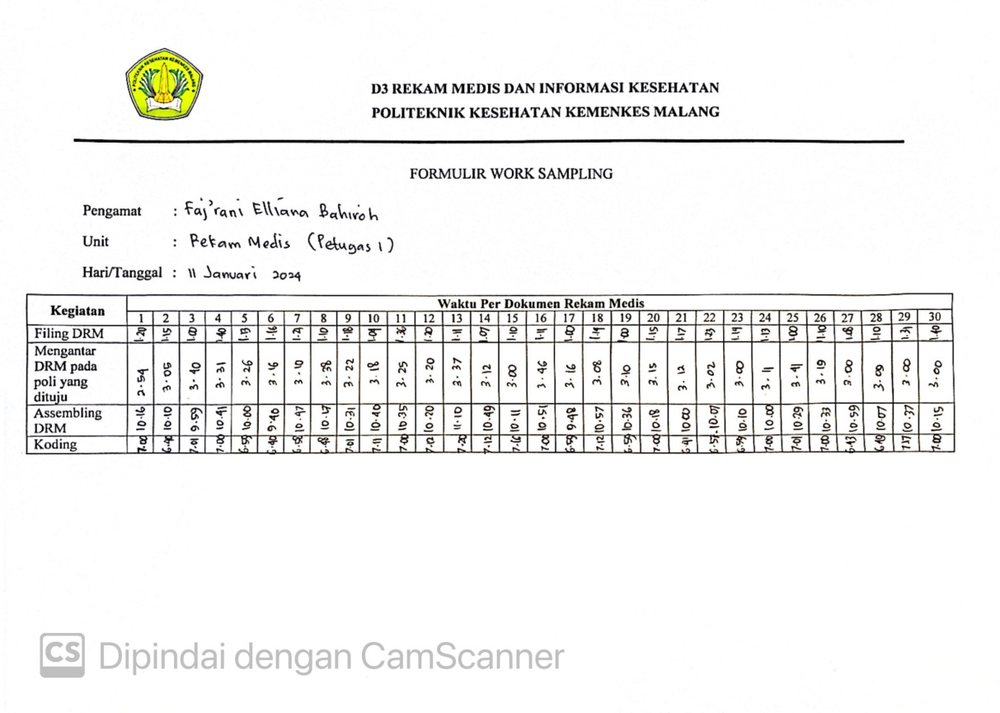 POLITEKNIK KESEHATAN KEMENKES MALANG
D3 REKAM MEDIS DAN INFORMASI KESEHATAN
POLITEKNIK KESEHATAN KEMENKES MALANG
FORMULIR WORK SAMPLING
Pengamat : Faj'rani Elliana Bahiroh
Unit : Rekam Medis (Petugas 1)
Hari/Tanggal : 11 Januari 2024
Kegiatan Waktu Per Dokumen Rekam Medis
1 2 3 4 5 6 7 8 9 10 11 12 13 14 15 16 17 18 19 20 21 22 23 24 25 26 27 28 29 30
Filing DRM 1.20 1.15 1.00 1.40 1.16 1.10 1.18 1.36 1.20 1.11 1.07 1.10 1.11 1.00 1.19 1.00 1.15 1.17 1.23 1.19 1.13 1.00 1.10 1.08 1.10 1.31 1.40
Mengantar
DRM pada
poli yang
dituju 2.54 3.05 3.40 3.31 3.26 3.16 3.10 3.38 3.22 3.18 3.25 3.20 3.37 3.12 3.00 3.46 3.16 3.08 3.10 3.15 3.12 3.02 3.00 3.11 3.41 3.19 3.00 3.09 3.00 3.00
Assembling
DRM 10.16 10.10 9.59 10.41 10.00 9.40 10.47 10.17 10.31 10.40 10.35 10.20 11.10 10.49 10.11 10.51 9.48 10.57 10.36 10.18 10.00 10.07 10.10 10.00 10.29 10.33 10.59 10.07 10.37 10.15
Koding 7.00 6.40 7.01 7.00 6.59 6.40 6.58 6.48 7.01 7.11 7.00 7.12 7.20 7.12 7.16 7.00 6.59 7.12 6.59 7.00 6.41 6.57 6.59 7.00 7.01 7.00 6.43 6.49 7.37 7.00
CS Dipindai dengan CamScanner